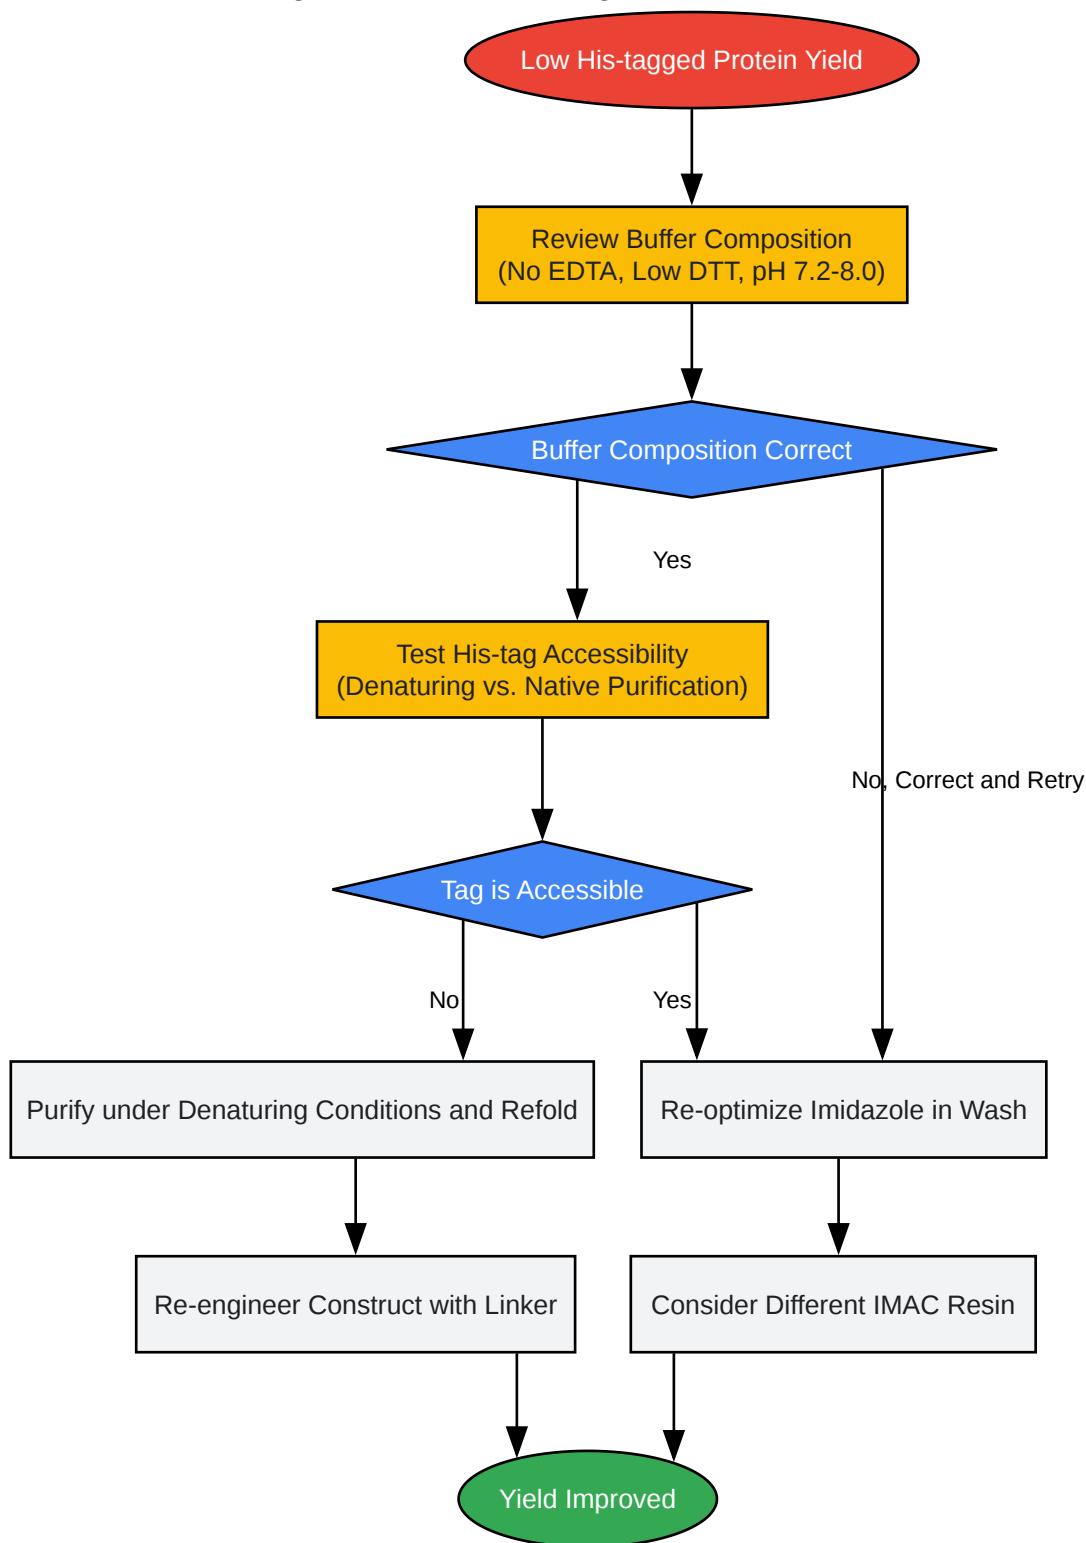 Low His-tagged Protein Yield
Review Buffer Composition
(No EDTA, Low DTT, pH 7.2-8.0)
Buffer Composition Correct
Yes
Test His-tag Accessibility
(Denaturing vs. Native Purification)
No, Correct and Retry
Tag is Accessible
No
Yes
Purify under Denaturing Conditions and Refold
Re-optimize Imidazole in Wash
Re-engineer Construct with Linker
Consider Different IMAC Resin
Yield Improved